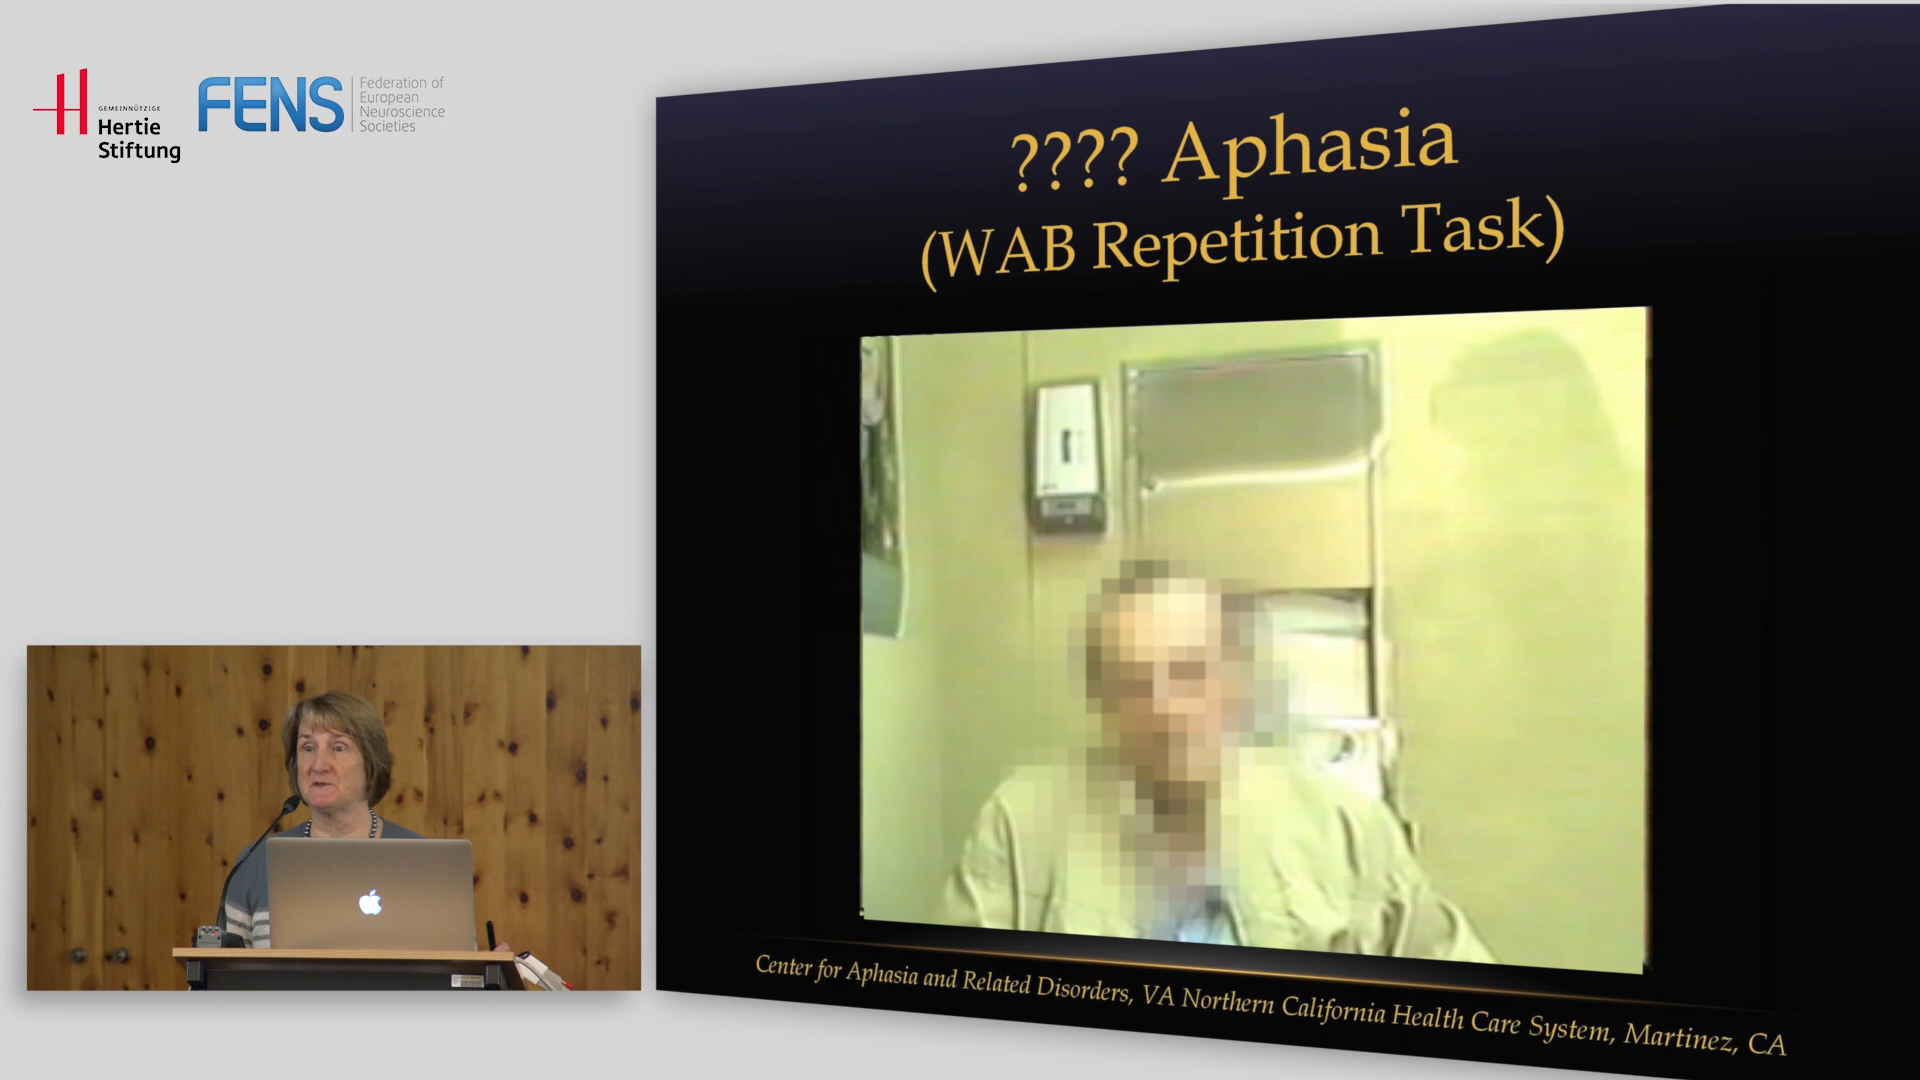 GEMEINNÜTZIGE
Hertie
Stiftung
FENS
Federation of
European
Neuroscience
Societies
???? Aphasia
(WAB Repetition Task)
Center for Aphasia and Related Disorders, VA Northern California Health Care System, Martinez, CA